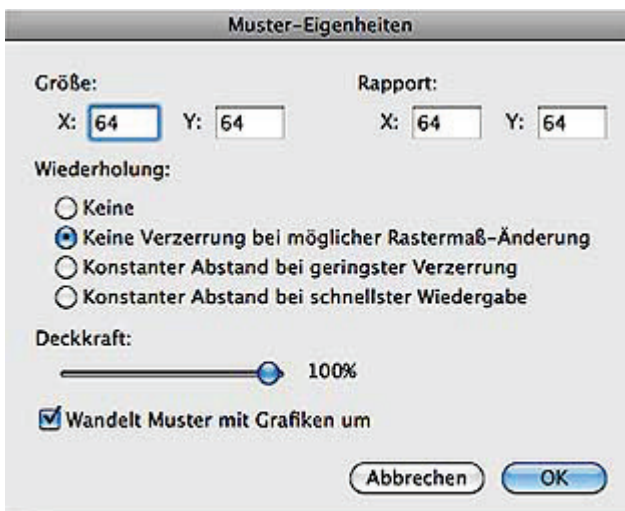 Muster-Eigenheiten
Größe: Rapport:
X: 64 Y: 64 X: 64 Y: 64
Wiederholung:
Keine
Keine Verzerrung bei möglicher Rastermaß-Änderung
Konstanter Abstand bei geringster Verzerrung
Konstanter Abstand bei schnellster Wiedergabe
Deckkraft:
100%
Wandelt Muster mit Grafiken um
Abbrechen OK